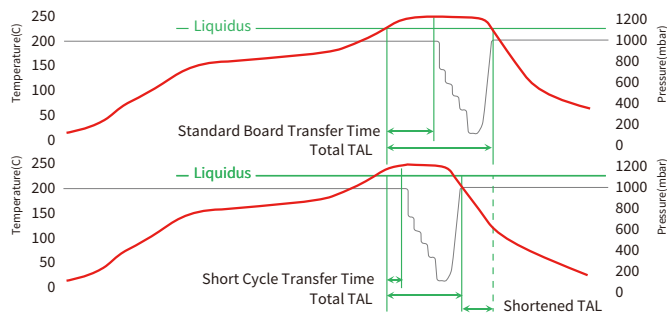 Temperature(C)
250
200
150
100
50
0
Liquidus
Standard Board Transfer Time
Total TAL
1200
1000
800
600
400
200
0
Pressure(mbar)
Temperature(C)
250
200
150
100
50
0
Liquidus
Short Cycle Transfer Time
Total TAL
Shortened TAL
1200
1000
800
600
400
200
0
Pressure(mbar)